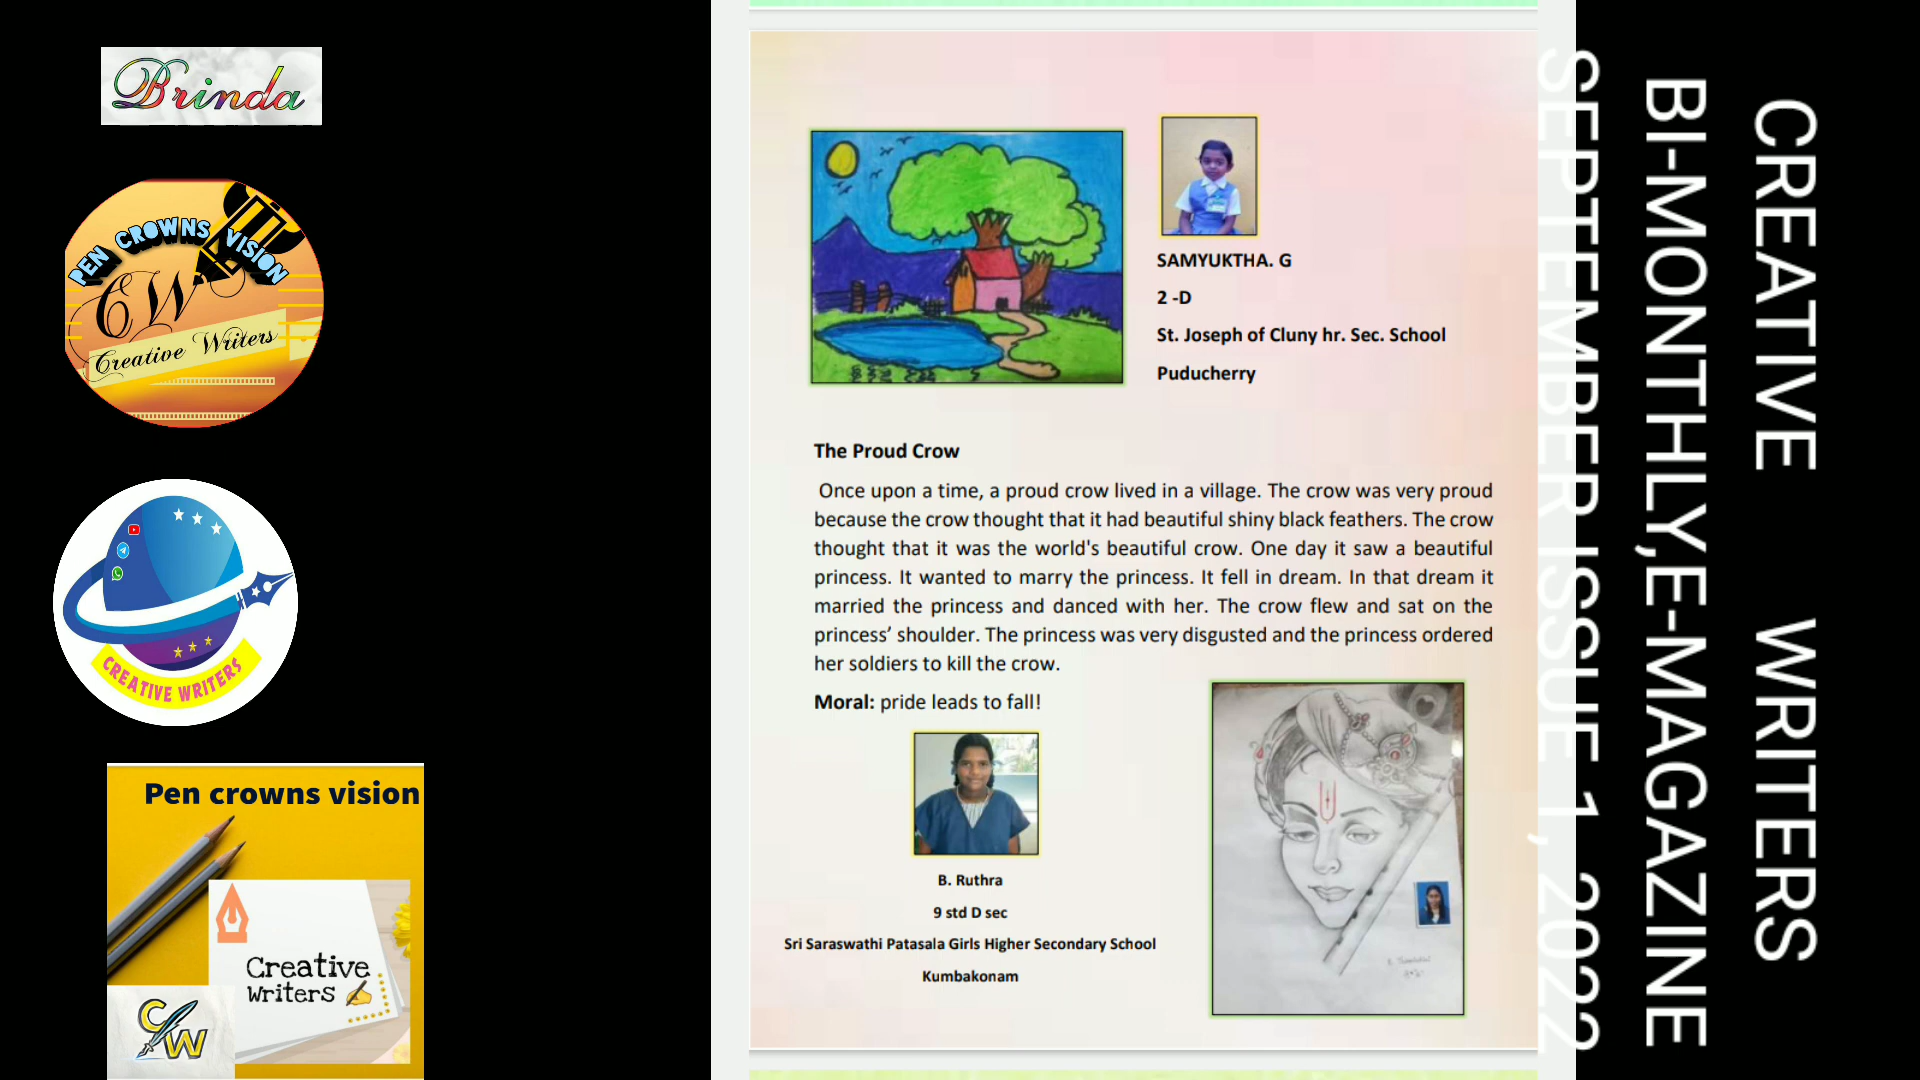 Brinda
PEN CROWNS VISION
CW
Creative Writers
CREATIVE WRITERS
Pen crowns vision
Creative
Writers
CW
SAMYUKTHA. G
2 -D
St. Joseph of Cluny hr. Sec. School
Puducherry
The Proud Crow
Once upon a time, a proud crow lived in a village. The crow was very proud
because the crow thought that it had beautiful shiny black feathers. The crow
thought that it was the world's beautiful crow. One day it saw a beautiful
princess. It wanted to marry the princess. It fell in dream. In that dream it
married the princess and danced with her. The crow flew and sat on the
princess’ shoulder. The princess was very disgusted and the princess ordered
her soldiers to kill the crow.
Moral: pride leads to fall!
B. Ruthra
9 std D sec
Sri Saraswathi Patasala Girls Higher Secondary School
Kumbakonam
CREATIVE WRITERS
BI-MONTHLY,E-MAGAZINE
SEPTEMBER ISSUE 1, 2022